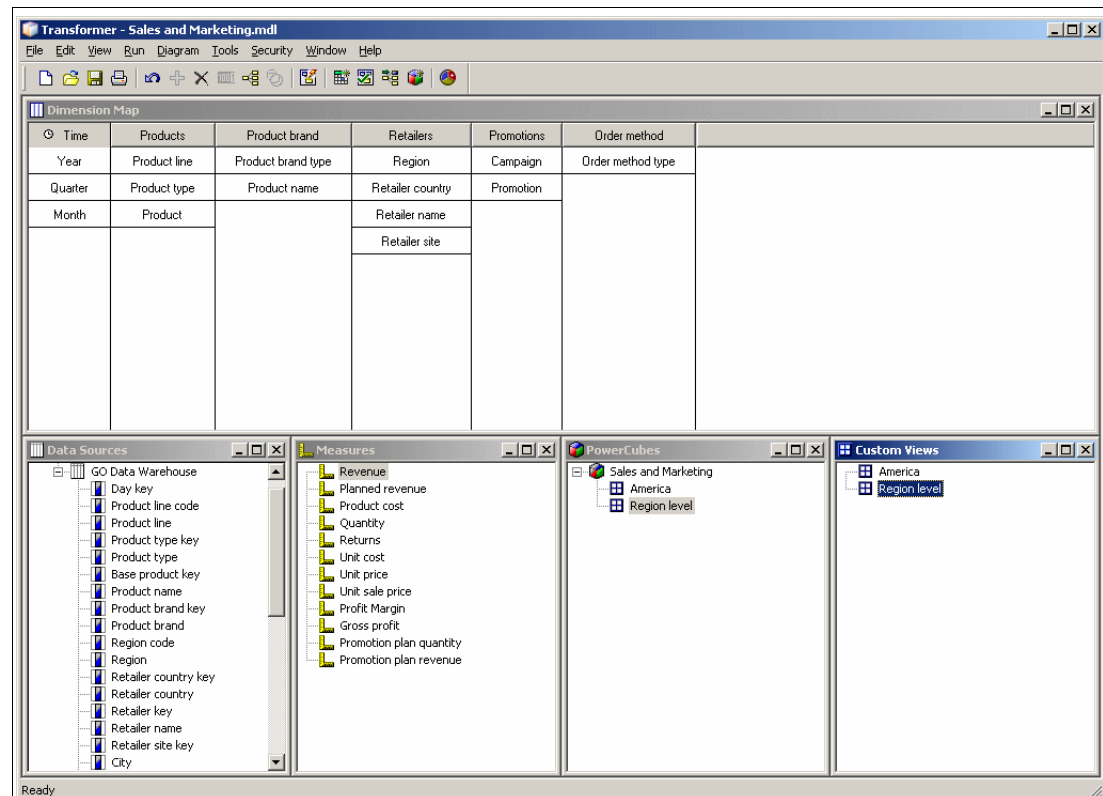 Transformer - Sales and Marketing.mdl
File Edit View Run Diagram Tools Security Window Help
Dimension Map
Time Products Product brand Retailers Promotions Order method
Year Product line Product brand type Region Campaign Order method type
Quarter Product type Product name Retailer country Promotion
Month Product Retailer name
Retailer site
Data Sources
GO Data Warehouse
Day key
Product line code
Product line
Product type key
Product type
Base product key
Product name
Product brand key
Product brand
Region code
Region
Retailer country key
Retailer country
Retailer key
Retailer name
Retailer site key
City
Measures
Revenue
Planned revenue
Product cost
Quantity
Returns
Unit cost
Unit price
Unit sale price
Profit Margin
Gross profit
Promotion plan quantity
Promotion plan revenue
PowerCubes
Sales and Marketing
America
Region level
Custom Views
America
Region level
Ready